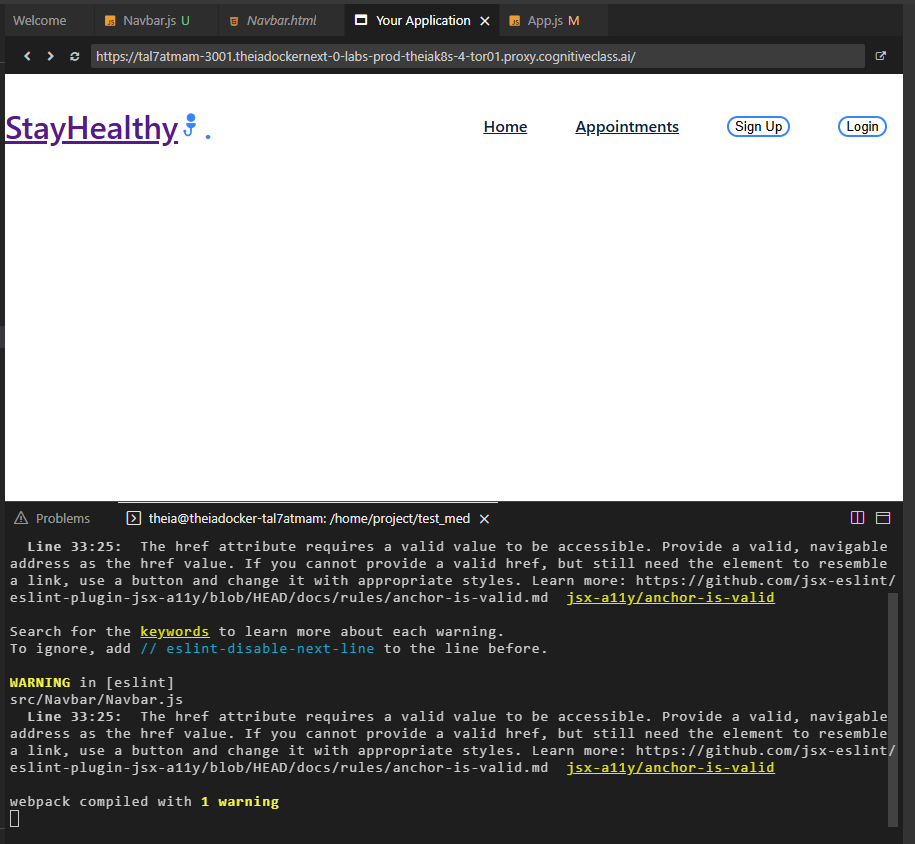 Welcome
Navbar.js U
Navbar.html
Your Application
App.js M
https://tal7atmam-3001.theiadockernext-0-labs-prod-theiak8s-4-tor01.proxy.cognitiveclass.ai/
StayHealthy .
Home
Appointments
Sign Up
Login
Problems
theia@theiadocker-tal7atmam: /home/project/test_med
Line 33:25:  The href attribute requires a valid value to be accessible. Provide a valid, navigable
address as the href value. If you cannot provide a valid href, but still need the element to resemble
a link, use a button and change it with appropriate styles. Learn more: https://github.com/jsx-eslint/
eslint-plugin-jsx-a11y/blob/HEAD/docs/rules/anchor-is-valid.md  jsx-a11y/anchor-is-valid
Search for the keywords to learn more about each warning.
To ignore, add // eslint-disable-next-line to the line before.
WARNING in [eslint]
src/Navbar/Navbar.js
Line 33:25:  The href attribute requires a valid value to be accessible. Provide a valid, navigable
address as the href value. If you cannot provide a valid href, but still need the element to resemble
a link, use a button and change it with appropriate styles. Learn more: https://github.com/jsx-eslint/
eslint-plugin-jsx-a11y/blob/HEAD/docs/rules/anchor-is-valid.md  jsx-a11y/anchor-is-valid
webpack compiled with 1 warning